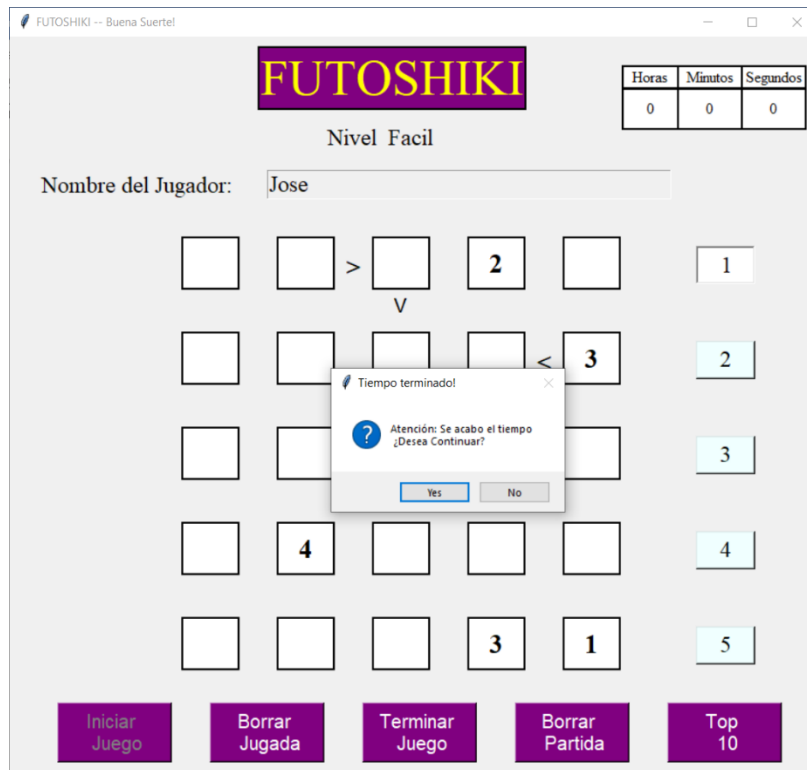 FUTOSHIKI -- Buena Suerte!
FUTOSHIKI
Horas Minutos Segundos
0 0 0
Nivel Facil
Nombre del Jugador: Jose
> 2 1
V
< 3 2
Tiempo terminado!
Atención: Se acabo el tiempo
¿Desea Continuar?
3
Yes No
4 4
3 1 5
Iniciar Borrar Terminar Borrar Top
Juego Jugada Juego Partida 10